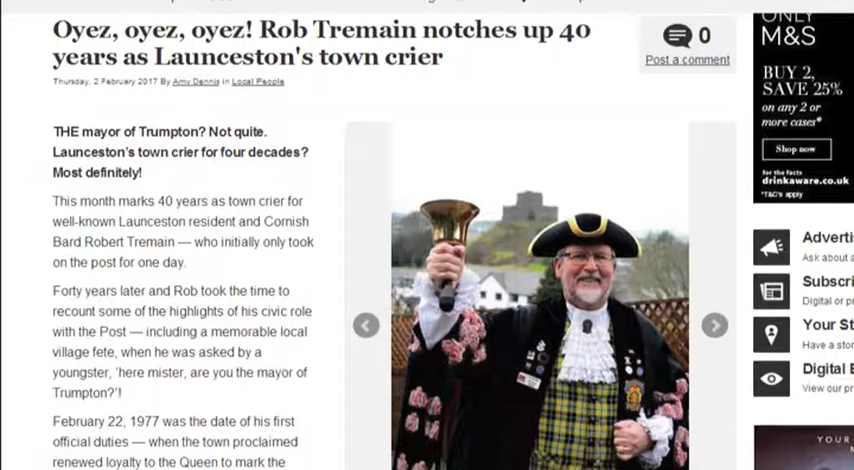 Oyez, oyez, oyez! Rob Tremain notches up 40
years as Launceston's town crier
Thursday, 2 February 2017 By Amy Dennis in Local People
0
Post a comment
THE mayor of Trumpton? Not quite.
Launceston's town crier for four decades?
Most definitely!
This month marks 40 years as town crier for
well-known Launceston resident and Cornish
Bard Robert Tremain — who initially only took
on the post for one day.
Forty years later and Rob took the time to
recount some of the highlights of his civic role
with the Post — including a memorable local
village fete, when he was asked by a
youngster, 'here mister, are you the mayor of
Trumpton?'!
February 22, 1977 was the date of his first
official duties — when the town proclaimed
renewed loyalty to the Queen to mark the
ONLY
M&S
BUY 2,
SAVE 25%
on any 2 or
more cases*
Shop now
for the facts
drinkaware.co.uk
*T&C's apply
Adverti
Ask about a
Subscri
Digital or pr
Your St
Have a stor
Digital E
View our pr
YOUR